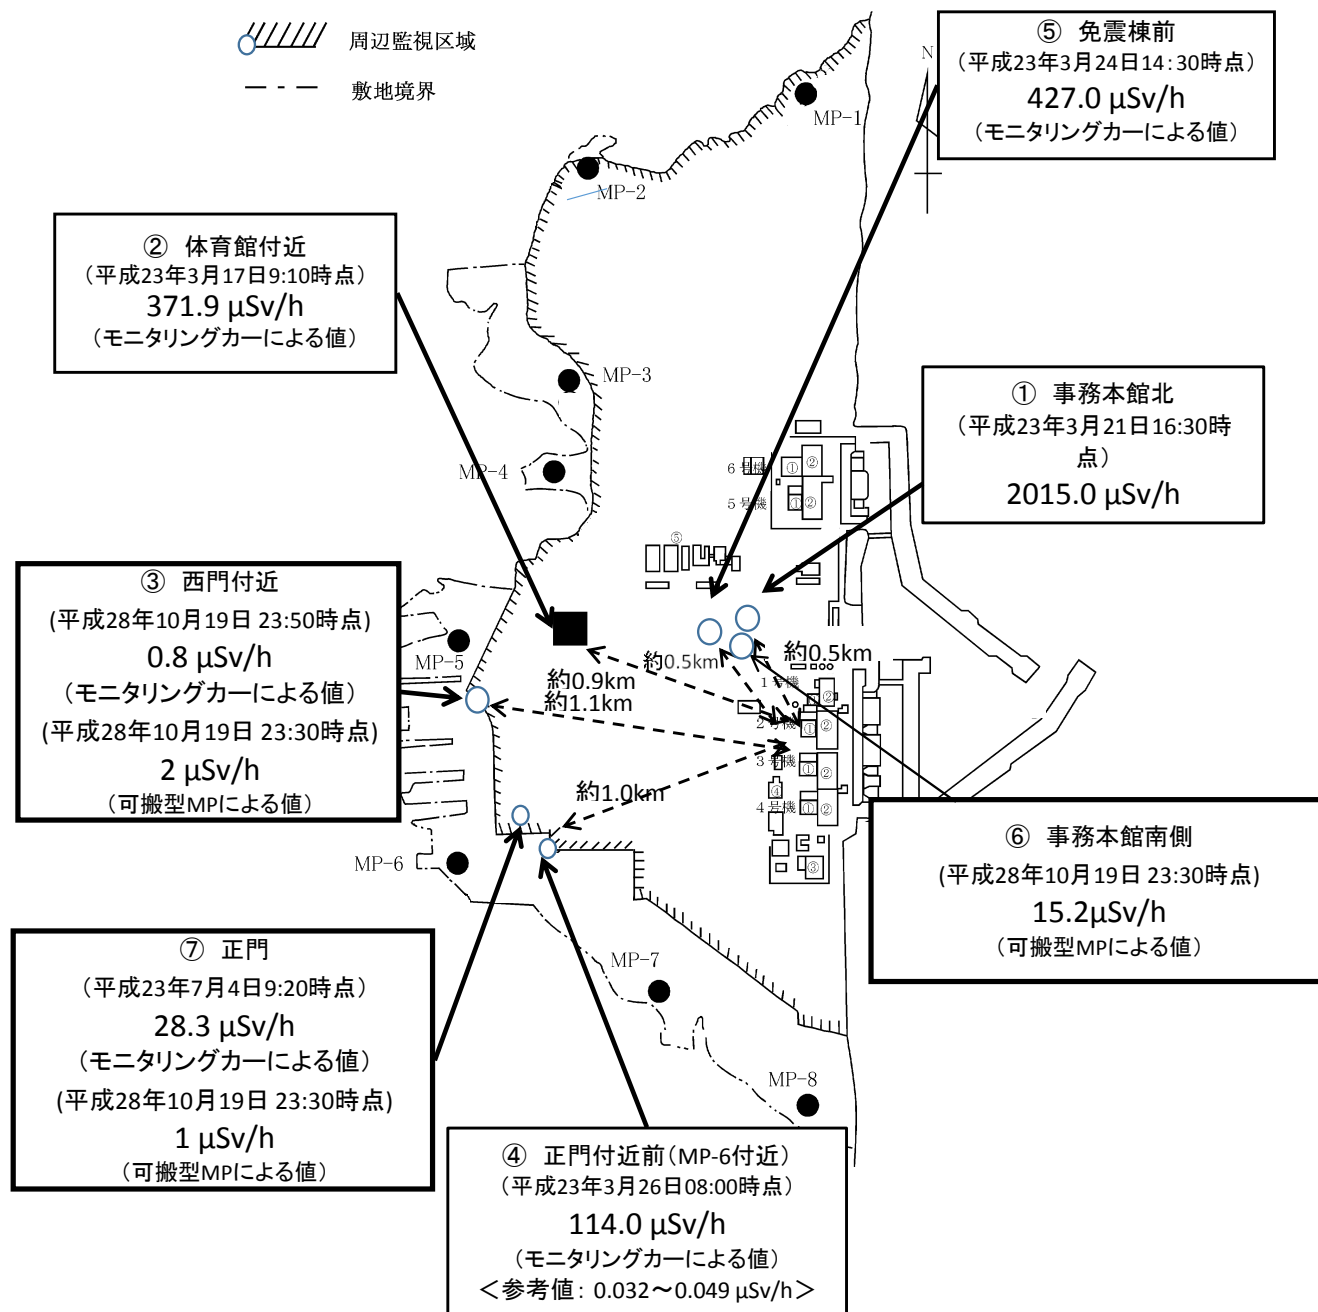 周辺監視区域
敷地境界
⑤ 免震棟前
(平成23年3月24日14:30時点)
427.0 μSv/h
(モニタリングカーによる値)
N
MP-1
MP-2
② 体育館付近
(平成23年3月17日9:10時点)
371.9 μSv/h
(モニタリングカーによる値)
MP-3
① 事務本館北
(平成23年3月21日16:30時
点)
2015.0 μSv/h
MP-4
6号機
①
②
5号機
①
②
⑤
③ 西門付近
(平成28年10月19日 23:50時点)
0.8 μSv/h
(モニタリングカーによる値)
(平成28年10月19日 23:30時点)
2 μSv/h
(可搬型MPによる値)
MP-5
約0.5km
約0.5km
約0.9km
約1.1km
1号機
②
2号機
①
②
3号機
①
②
④
4号機
①
②
③
約1.0km
MP-6
⑥ 事務本館南側
(平成28年10月19日 23:30時点)
15.2μSv/h
(可搬型MPによる値)
⑦ 正門
(平成23年7月4日9:20時点)
28.3 μSv/h
(モニタリングカーによる値)
(平成28年10月19日 23:30時点)
1 μSv/h
(可搬型MPによる値)
MP-7
MP-8
④ 正門付近前(MP-6付近)
(平成23年3月26日08:00時点)
114.0 μSv/h
(モニタリングカーによる値)
<参考値: 0.032~0.049 μSv/h>